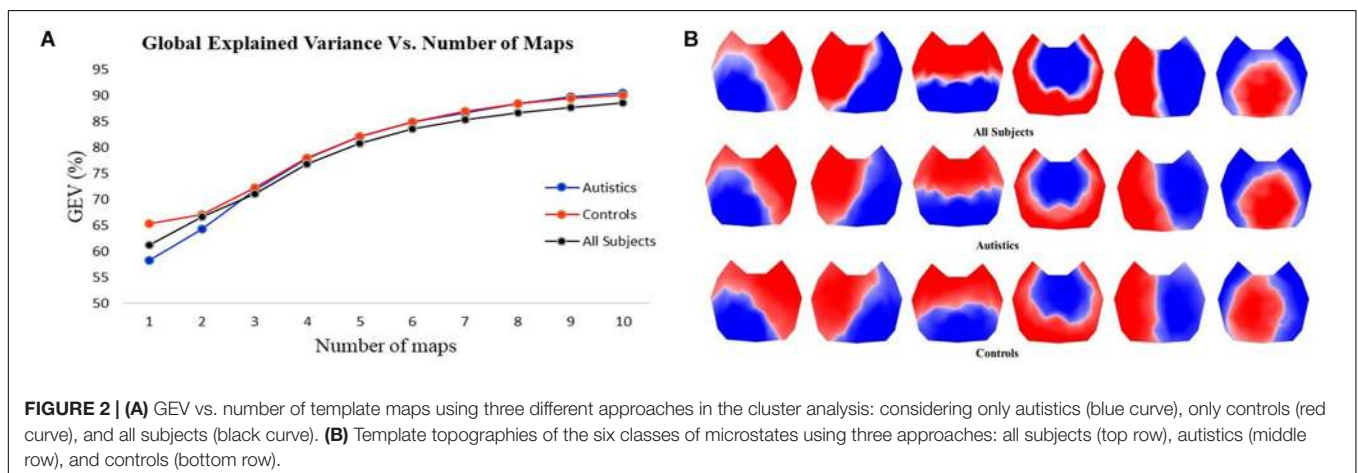 A
Global Explained Variance Vs. Number of Maps
95
90
85
80
75
70
65
60
55
50
GEV (%)
1 2 3 4 5 6 7 8 9 10
Number of maps
Autistics
Controls
All Subjects
B
All Subjects
Autistics
Controls
FIGURE 2 | (A) GEV vs. number of template maps using three different approaches in the cluster analysis: considering only autistics (blue curve), only controls (red
curve), and all subjects (black curve). (B) Template topographies of the six classes of microstates using three approaches: all subjects (top row), autistics (middle
row), and controls (bottom row).